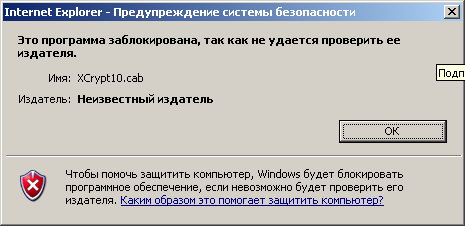 Internet Explorer - Предупреждение системы безопасности
Это программа заблокирована, так как не удается проверить ее
издателя.
Имя: XCrypt10.cab
Подп
Издатель: Неизвестный издатель
OK
Чтобы помочь защитить компьютер, Windows будет блокировать
программное обеспечение, если невозможно будет проверить его
издателя. Каким образом это помогает защитить компьютер?